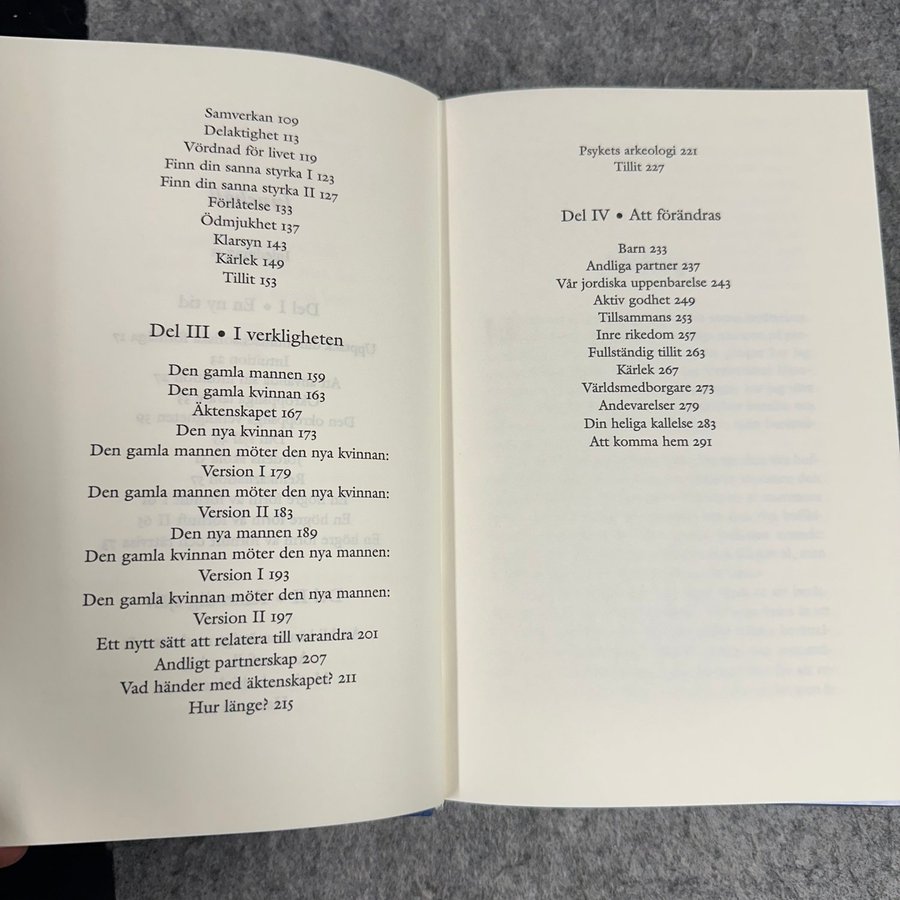 Samverkan 109
Delaktighet 113
Vördnad för livet 119
Finn din sanna styrka I 123
Finn din sanna styrka II 127
Förlåtelse 133
Ödmjukhet 137
Klarsyn 143
Kärlek 149
Tillit 153
Del III • I verkligheten
Den gamla mannen 159
Den gamla kvinnan 163
Äktenskapet 167
Den nya kvinnan 173
Den gamla mannen möter den nya kvinnan:
Version I 179
Den gamla mannen möter den nya kvinnan:
Version II 183
Den nya mannen 189
Den gamla kvinnan möter den nya mannen:
Version I 193
Den gamla kvinnan möter den nya mannen:
Version II 197
Ett nytt sätt att relatera till varandra 201
Andligt partnerskap 207
Vad händer med äktenskapet? 211
Hur länge? 215
Psykets arkeologi 221
Tillit 227
Del IV • Att förändras
Barn 233
Andliga partner 237
Vår jordiska uppenbarelse 243
Aktiv godhet 249
Tillsammans 253
Inre rikedom 257
Fullständig tillit 263
Kärlek 267
Världsmedborgare 273
Andevarelser 279
Din heliga kallelse 283
Att komma hem 291